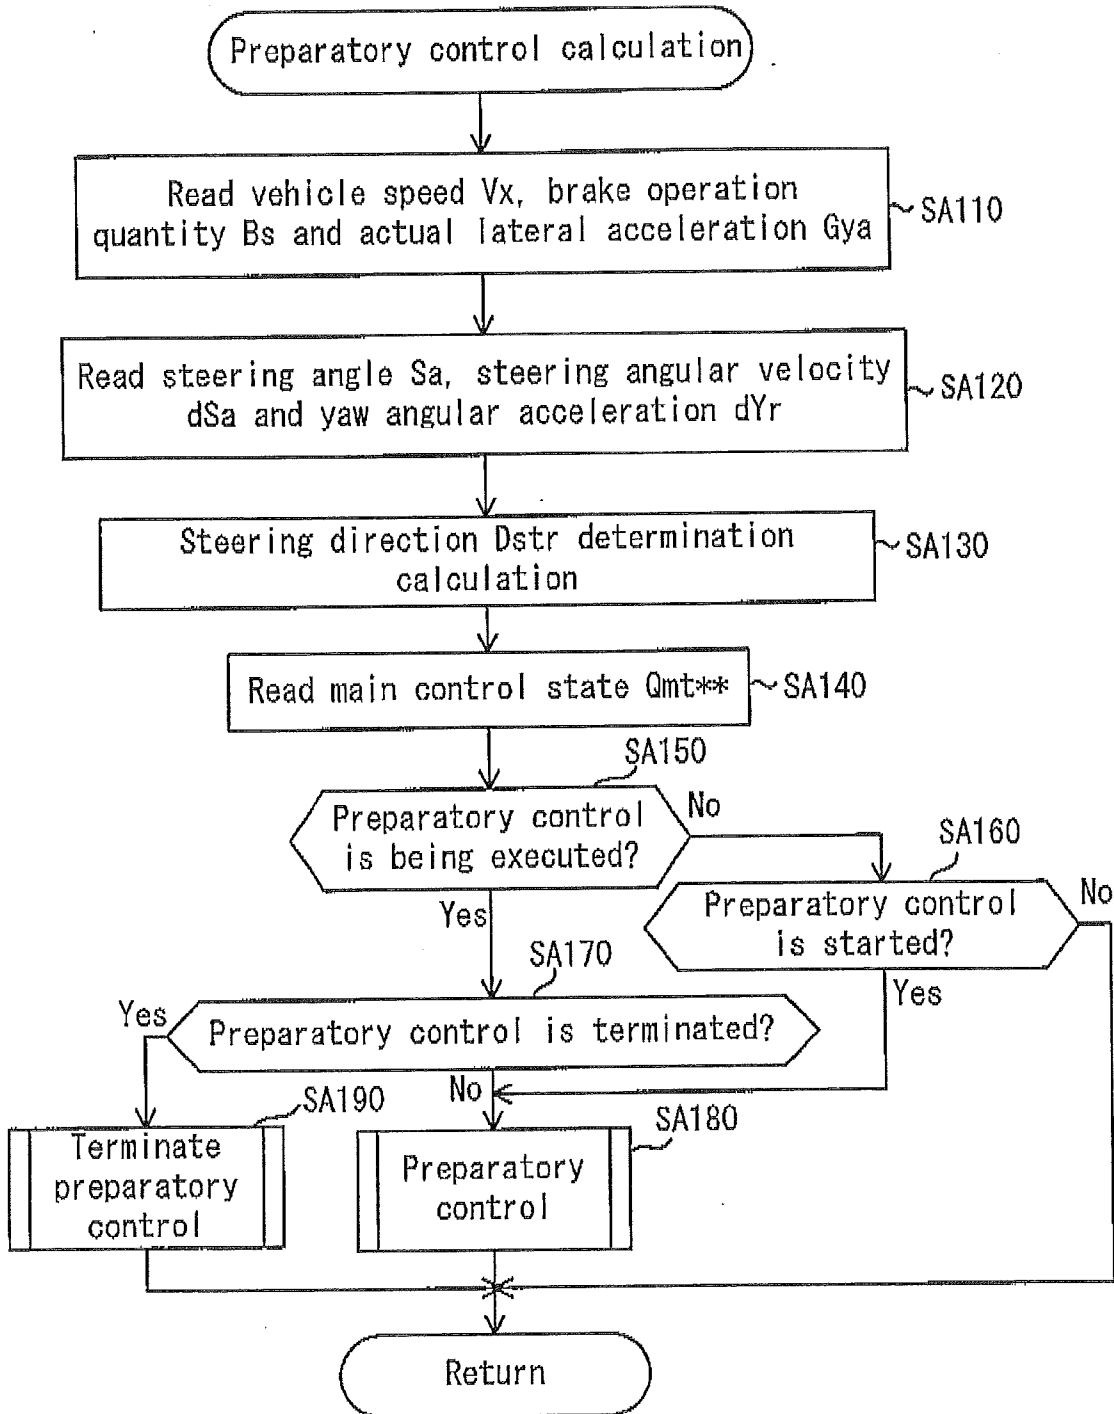 Preparatory control calculation
Read vehicle speed Vx, brake operation
quantity Bs and actual lateral acceleration Gya
SA110
Read steering angle Sa, steering angular velocity
dSa and yaw angular acceleration dYr
SA120
Steering direction Dstr determination
calculation
SA130
Read main control state Qmt**
SA140
SA150
Preparatory control
is being executed?
No
Yes
SA160
Preparatory control
is started?
No
Yes
SA170
Preparatory control is terminated?
Yes
No
SA190
Terminate
preparatory
control
SA180
Preparatory
control
Return